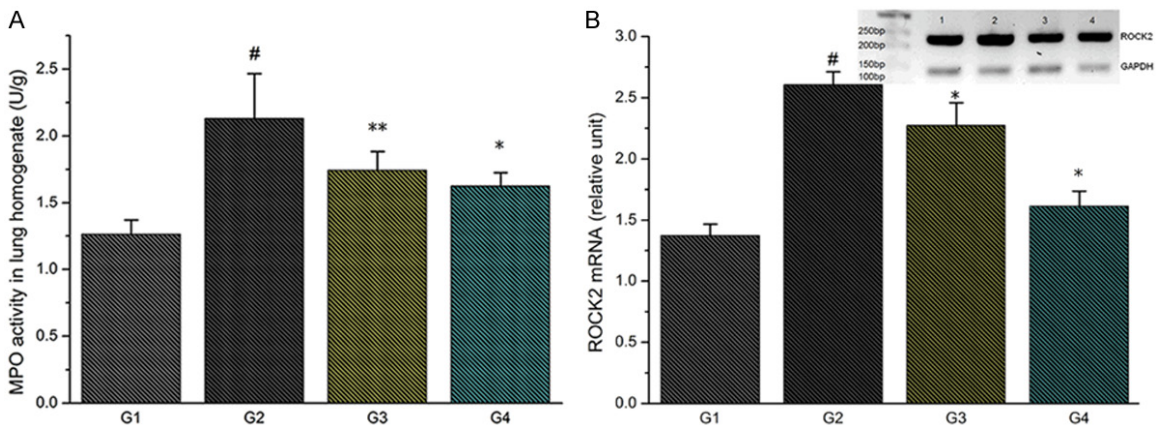 A
MPO activity in lung homogenate (U/g)
2.5
2.0
1.5
1.0
0.5
0.0
#
**
*
G1 G2 G3 G4
B
ROCK2 mRNA (relative unit)
3.0
2.5
2.0
1.5
1.0
0.5
0.0
#
*
*
G1 G2 G3 G4
1 2 3 4
250bp
200bp
150bp
100bp
ROCK2
GAPDH